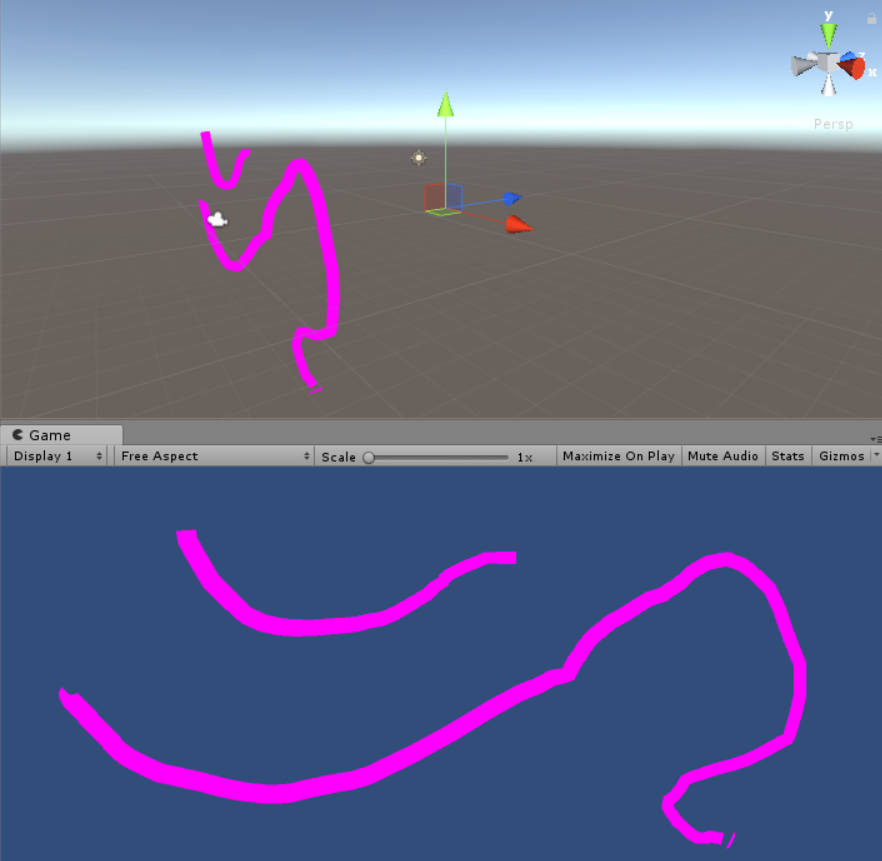 y
z
x
Persp
Game
Display 1 Free Aspect Scale 1x Maximize On Play Mute Audio Stats Gizmos